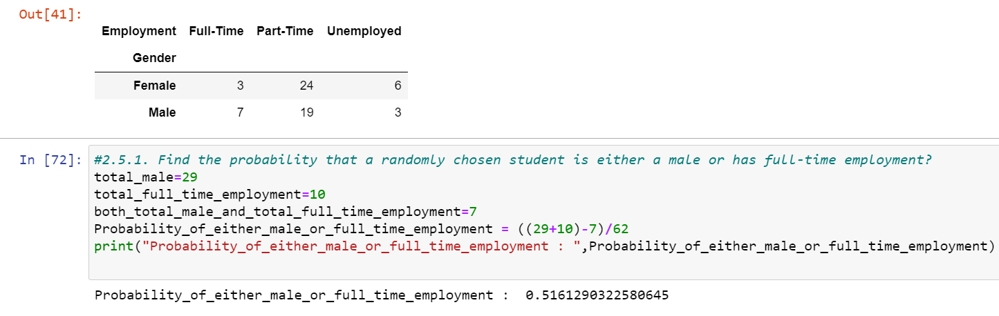 Out[41]:
Employment Full-Time Part-Time Unemployed
Gender
Female 3 24 6
Male 7 19 3
In [72]: #2.5.1. Find the probability that a randomly chosen student is either a male or has full-time employment?
total_male=29
total_full_time_employment=10
both_total_male_and_total_full_time_employment=7
Probability_of_either_male_or_full_time_employment = ((29+10)-7)/62
print("Probability_of_either_male_or_full_time_employment : ",Probability_of_either_male_or_full_time_employment)
Probability_of_either_male_or_full_time_employment :  0.5161290322580645